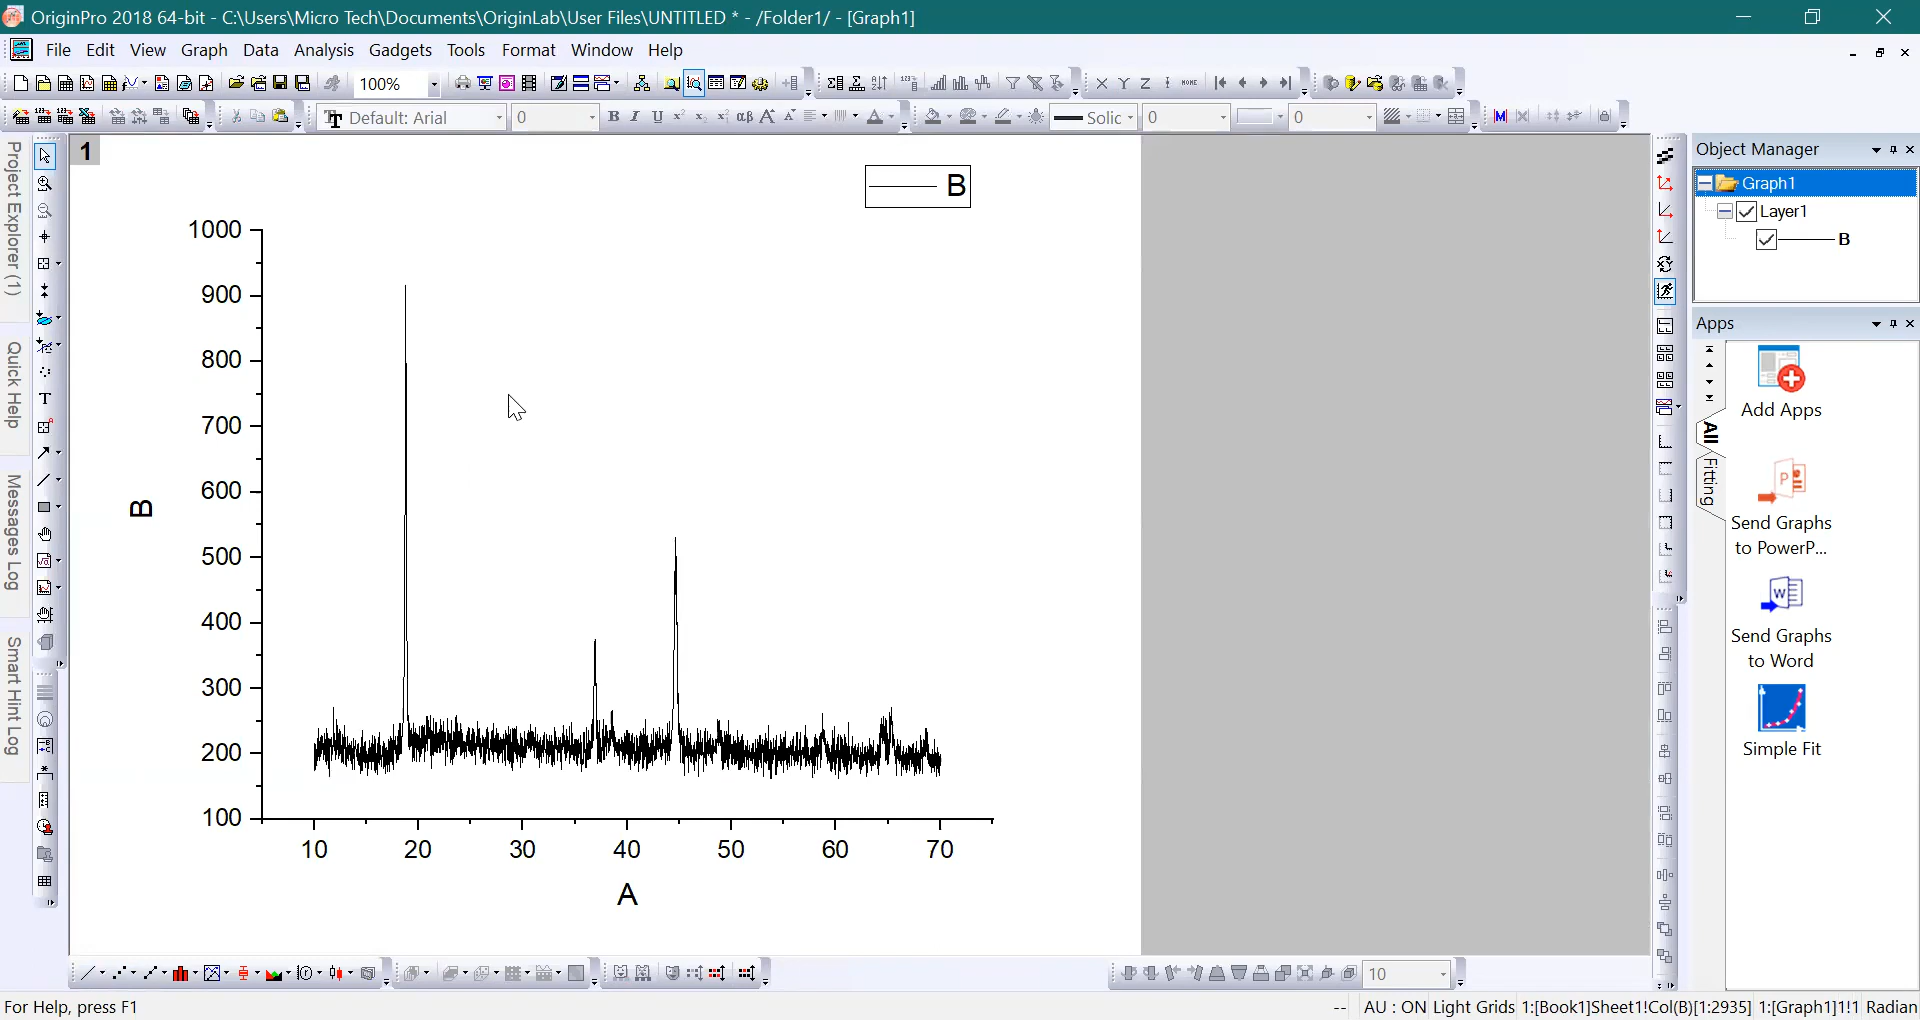 OriginPro 2018 64-bit - C:\Users\Micro Tech\Documents\OriginLab\User Files\UNTITLED * - /Folder1/ - [Graph1]
File Edit View Graph Data Analysis Gadgets Tools Format Window Help
100%
Default: Arial 0 B I U Solic 0 0
Project Explorer (1)
Quick Help
Messages Log
Smart Hint Log
1
B
1000
900
800
700
600
500
400
300
200
100
B
10 20 30 40 50 60 70
A
Object Manager
Graph1
Layer1
B
Apps
All
Fitting
Add Apps
Send Graphs
to PowerP...
Send Graphs
to Word
Simple Fit
10
For Help, press F1
-- AU : ON Light Grids 1:[Book1]Sheet1!Col(B)[1:2935] 1:[Graph1]1!1 Radian